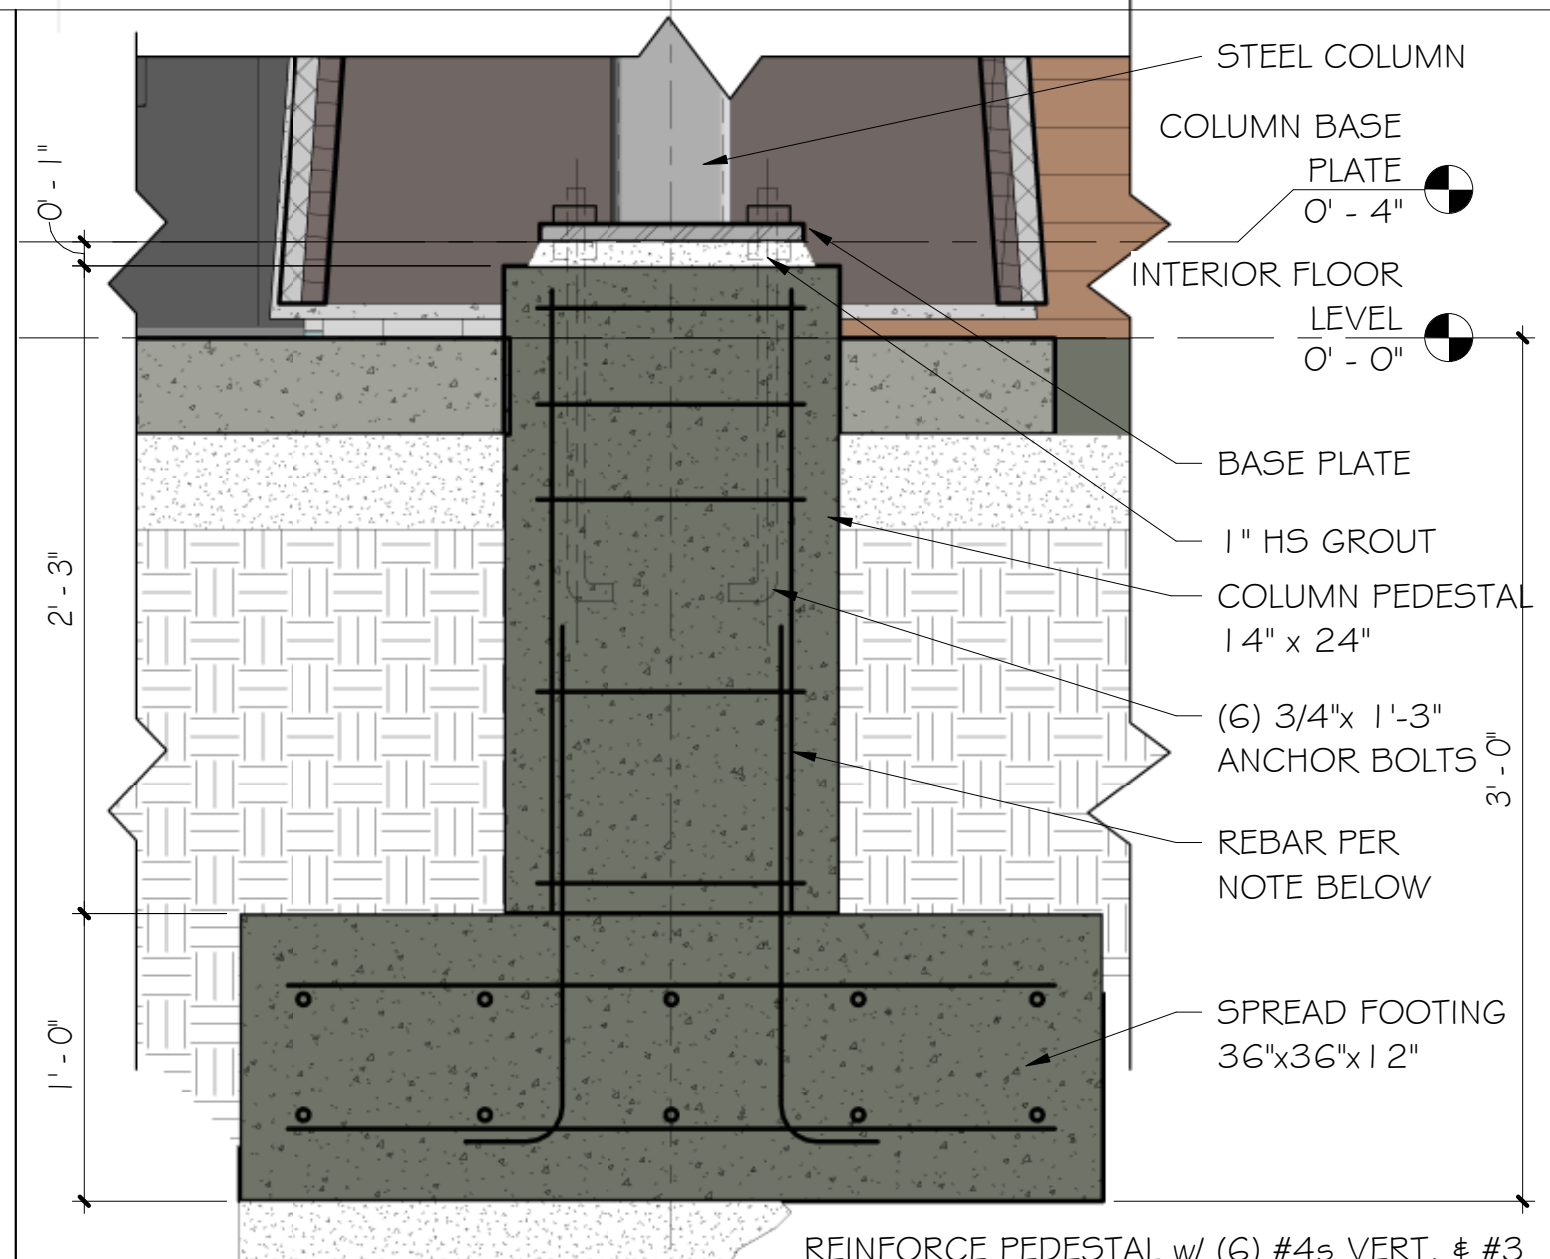 STEEL COLUMN
COLUMN BASE
PLATE
0' - 4"
INTERIOR FLOOR
LEVEL
0' - 0"
BASE PLATE
1" HS GROUT
COLUMN PEDESTAL
14" x 24"
(6) 3/4"x 1'-3"
ANCHOR BOLTS
REBAR PER
NOTE BELOW
SPREAD FOOTING
36"x36"x12"
0' - 1"
2' - 3"
1' - 0"
3' - 0"
REINFORCE PEDESTAL w/ (6) #4s VERT. & #3